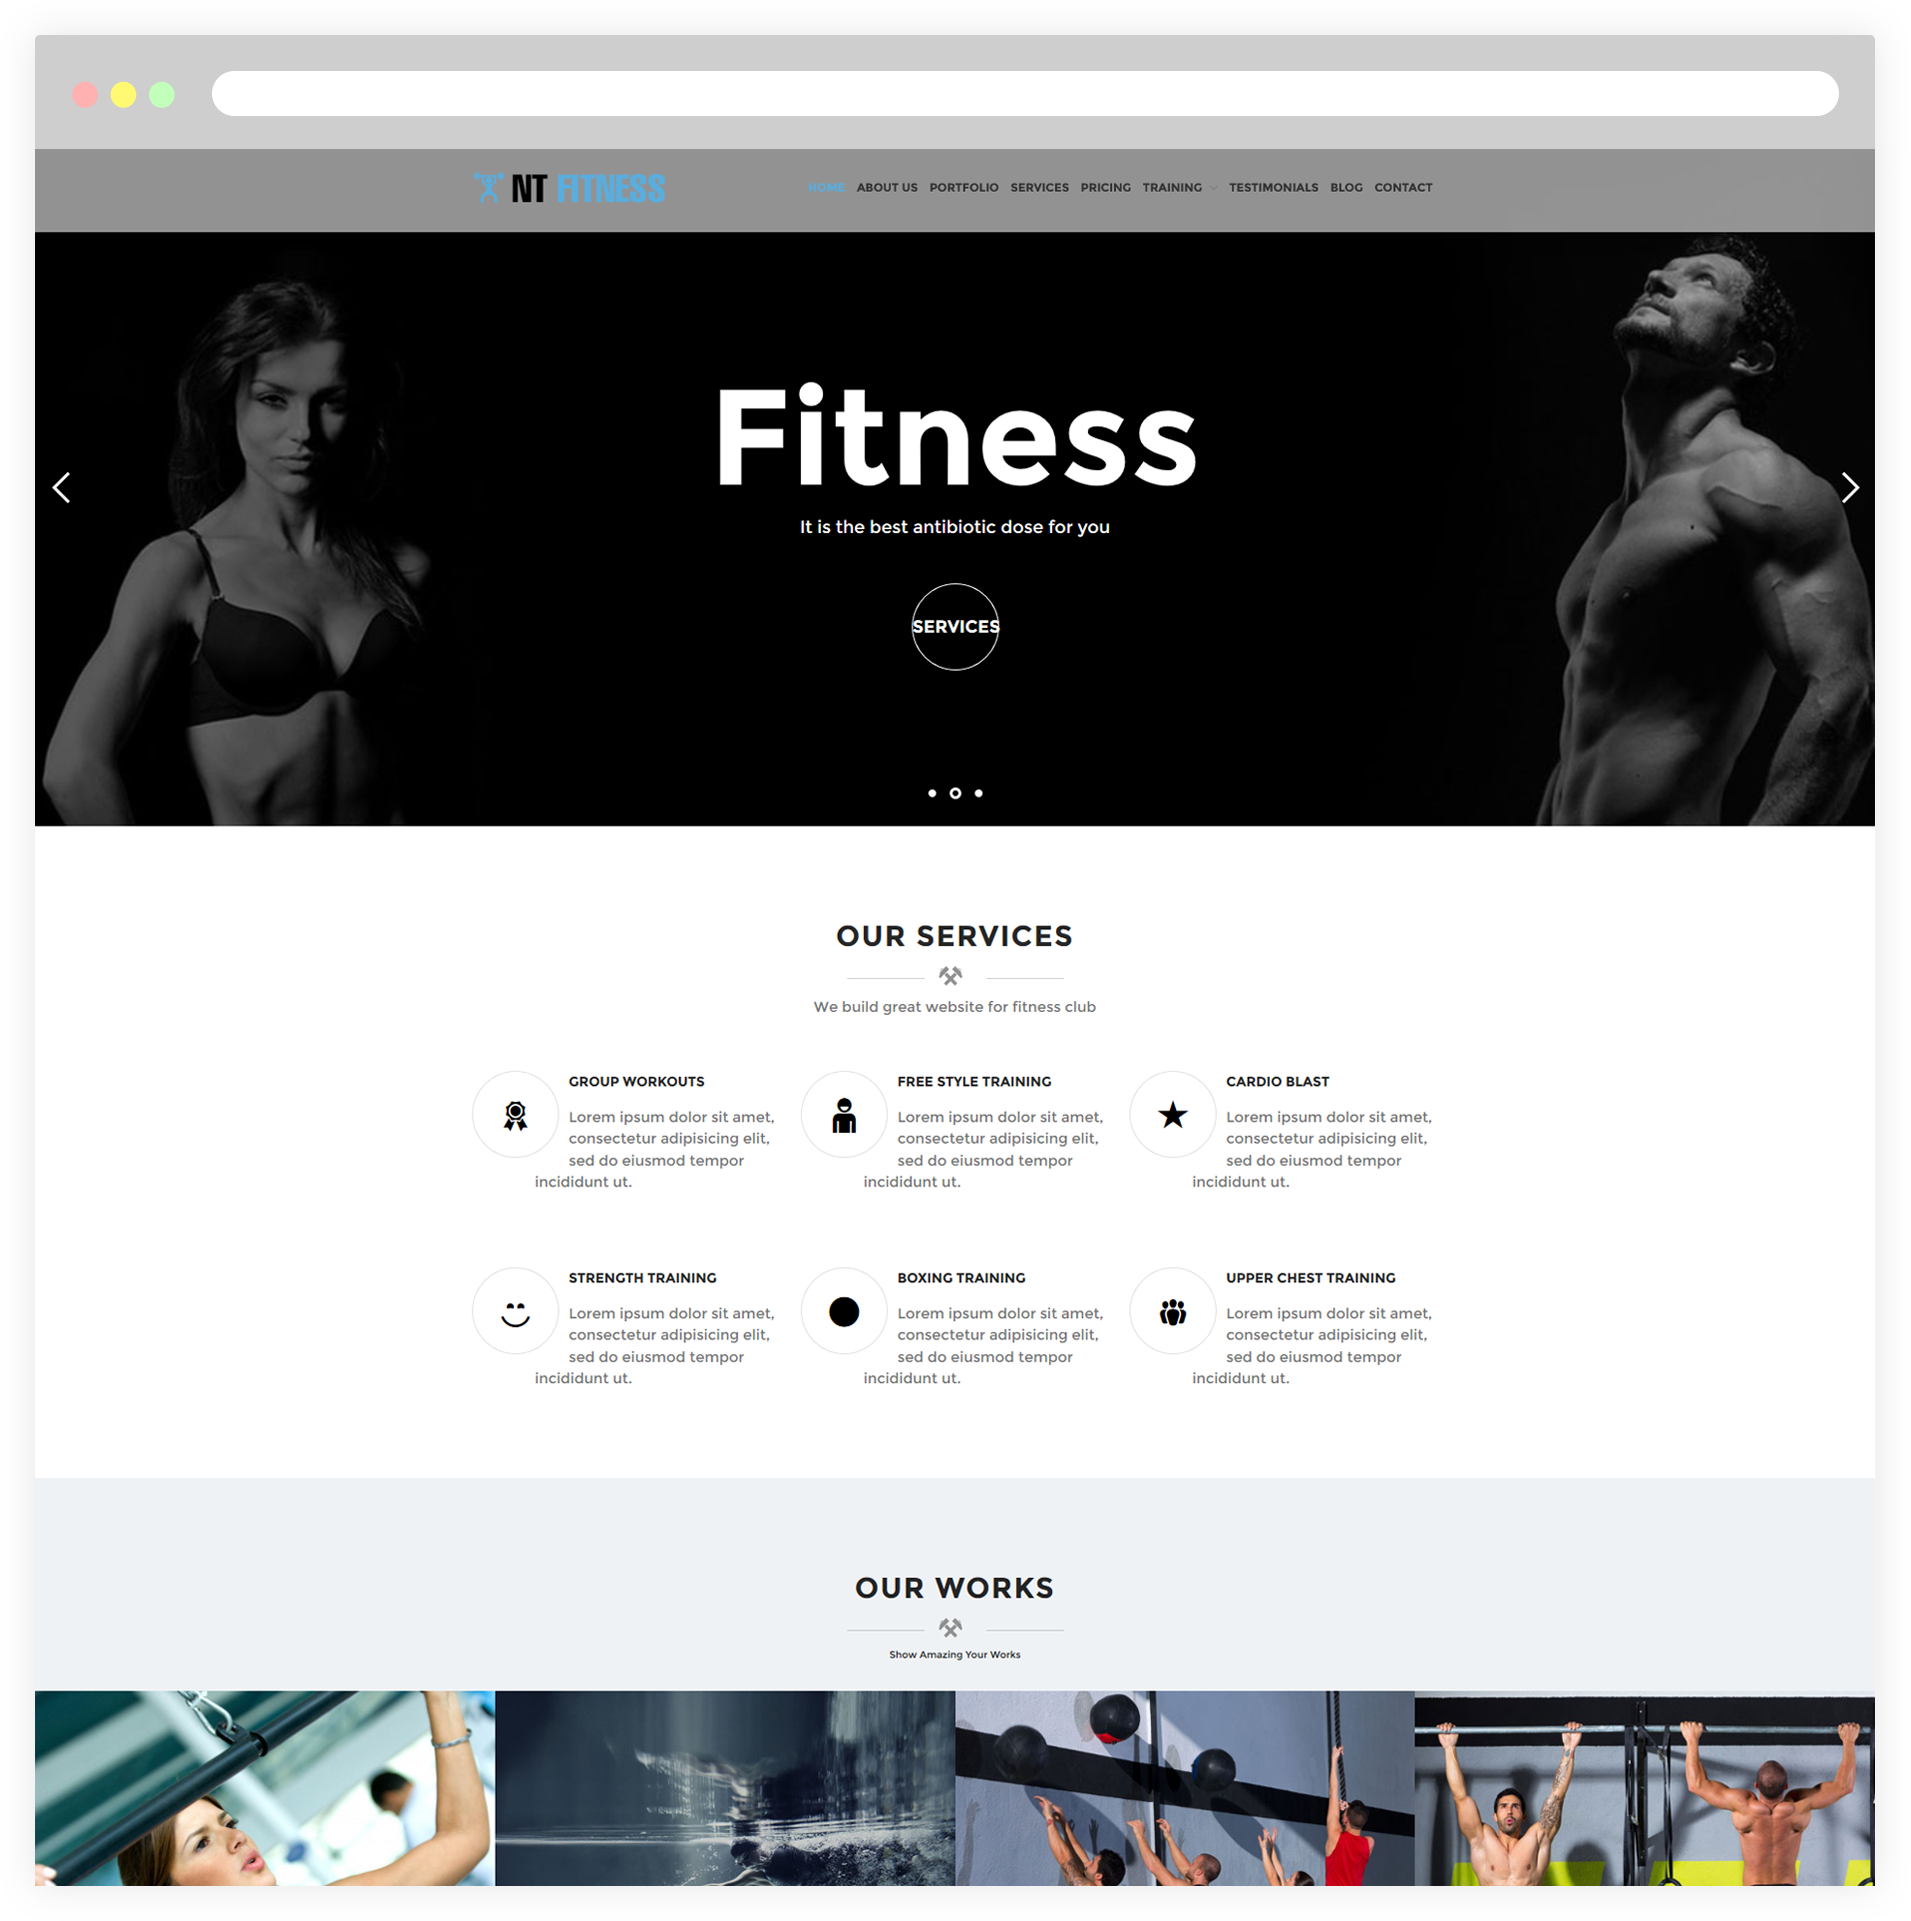 NT FITNESS
HOME ABOUT US PORTFOLIO SERVICES PRICING TRAINING TESTIMONIALS BLOG CONTACT
Fitness
It is the best antibiotic dose for you
SERVICES
OUR SERVICES
We build great website for fitness club
GROUP WORKOUTS
Lorem ipsum dolor sit amet,
consectetur adipisicing elit,
sed do eiusmod tempor
incididunt ut.
FREE STYLE TRAINING
Lorem ipsum dolor sit amet,
consectetur adipisicing elit,
sed do eiusmod tempor
incididunt ut.
CARDIO BLAST
Lorem ipsum dolor sit amet,
consectetur adipisicing elit,
sed do eiusmod tempor
incididunt ut.
STRENGTH TRAINING
Lorem ipsum dolor sit amet,
consectetur adipisicing elit,
sed do eiusmod tempor
incididunt ut.
BOXING TRAINING
Lorem ipsum dolor sit amet,
consectetur adipisicing elit,
sed do eiusmod tempor
incididunt ut.
UPPER CHEST TRAINING
Lorem ipsum dolor sit amet,
consectetur adipisicing elit,
sed do eiusmod tempor
incididunt ut.
OUR WORKS
Show Amazing Your Works